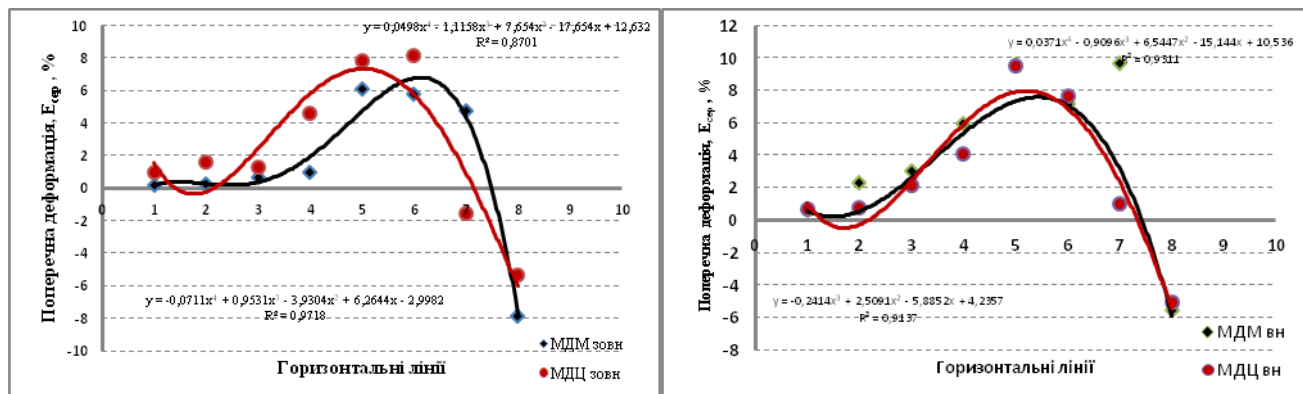 y = 0,0498x⁴ - 1,1158x³ + 7,654x² - 17,654x + 12,632
R² = 0,8701
Поперечна деформація, Eсер , %
10
8
6
4
2
0
-2
-4
-6
-8
-10
0 1 2 3 4 5 6 7 8 9 10
y = -0,0711x⁴ + 0,9531x³ - 3,9304x² + 6,2644x - 2,9982
R² = 0,9718
МДМ зовн
МДЦ зовн
Горизонтальні лінії
y = 0,0371x⁴ - 0,9096x³ + 6,5447x² - 15,144x + 10,536
R² = 0,9311
Поперечна деформація, Eсер , %
12
10
8
6
4
2
0
-2
-4
-6
-8
0 1 2 3 4 5 6 7 8 9 10
y = -0,2414x³ + 2,5091x² - 5,8852x + 4,2357
R² = 0,9137
МДМ вн
МДЦ вн
Горизонтальні лінії